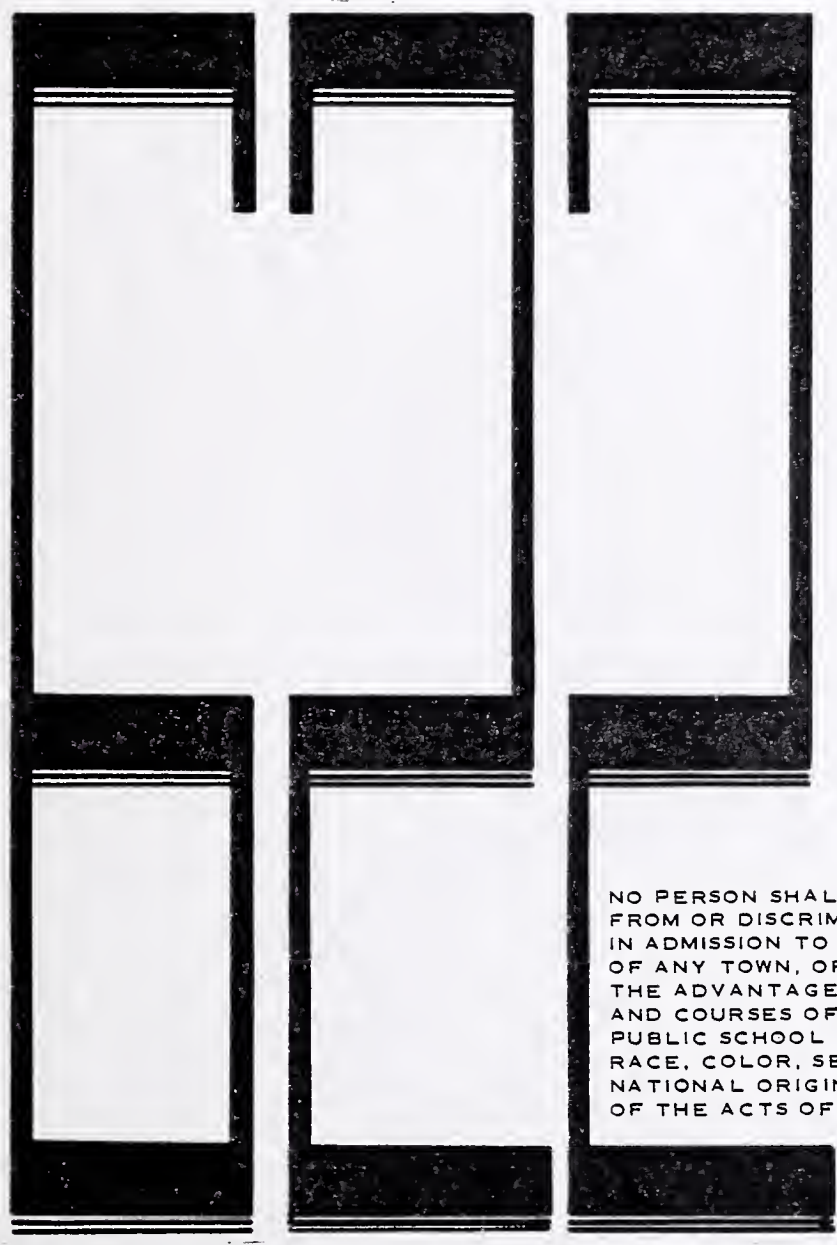 NO PERSON SHAL
FROM OR DISCRIM
IN ADMISSION TO
OF ANY TOWN, OR
THE ADVANTAGE
AND COURSES OF
PUBLIC SCHOOL
RACE, COLOR, SE
NATIONAL ORIGIN
OF THE ACTS OF